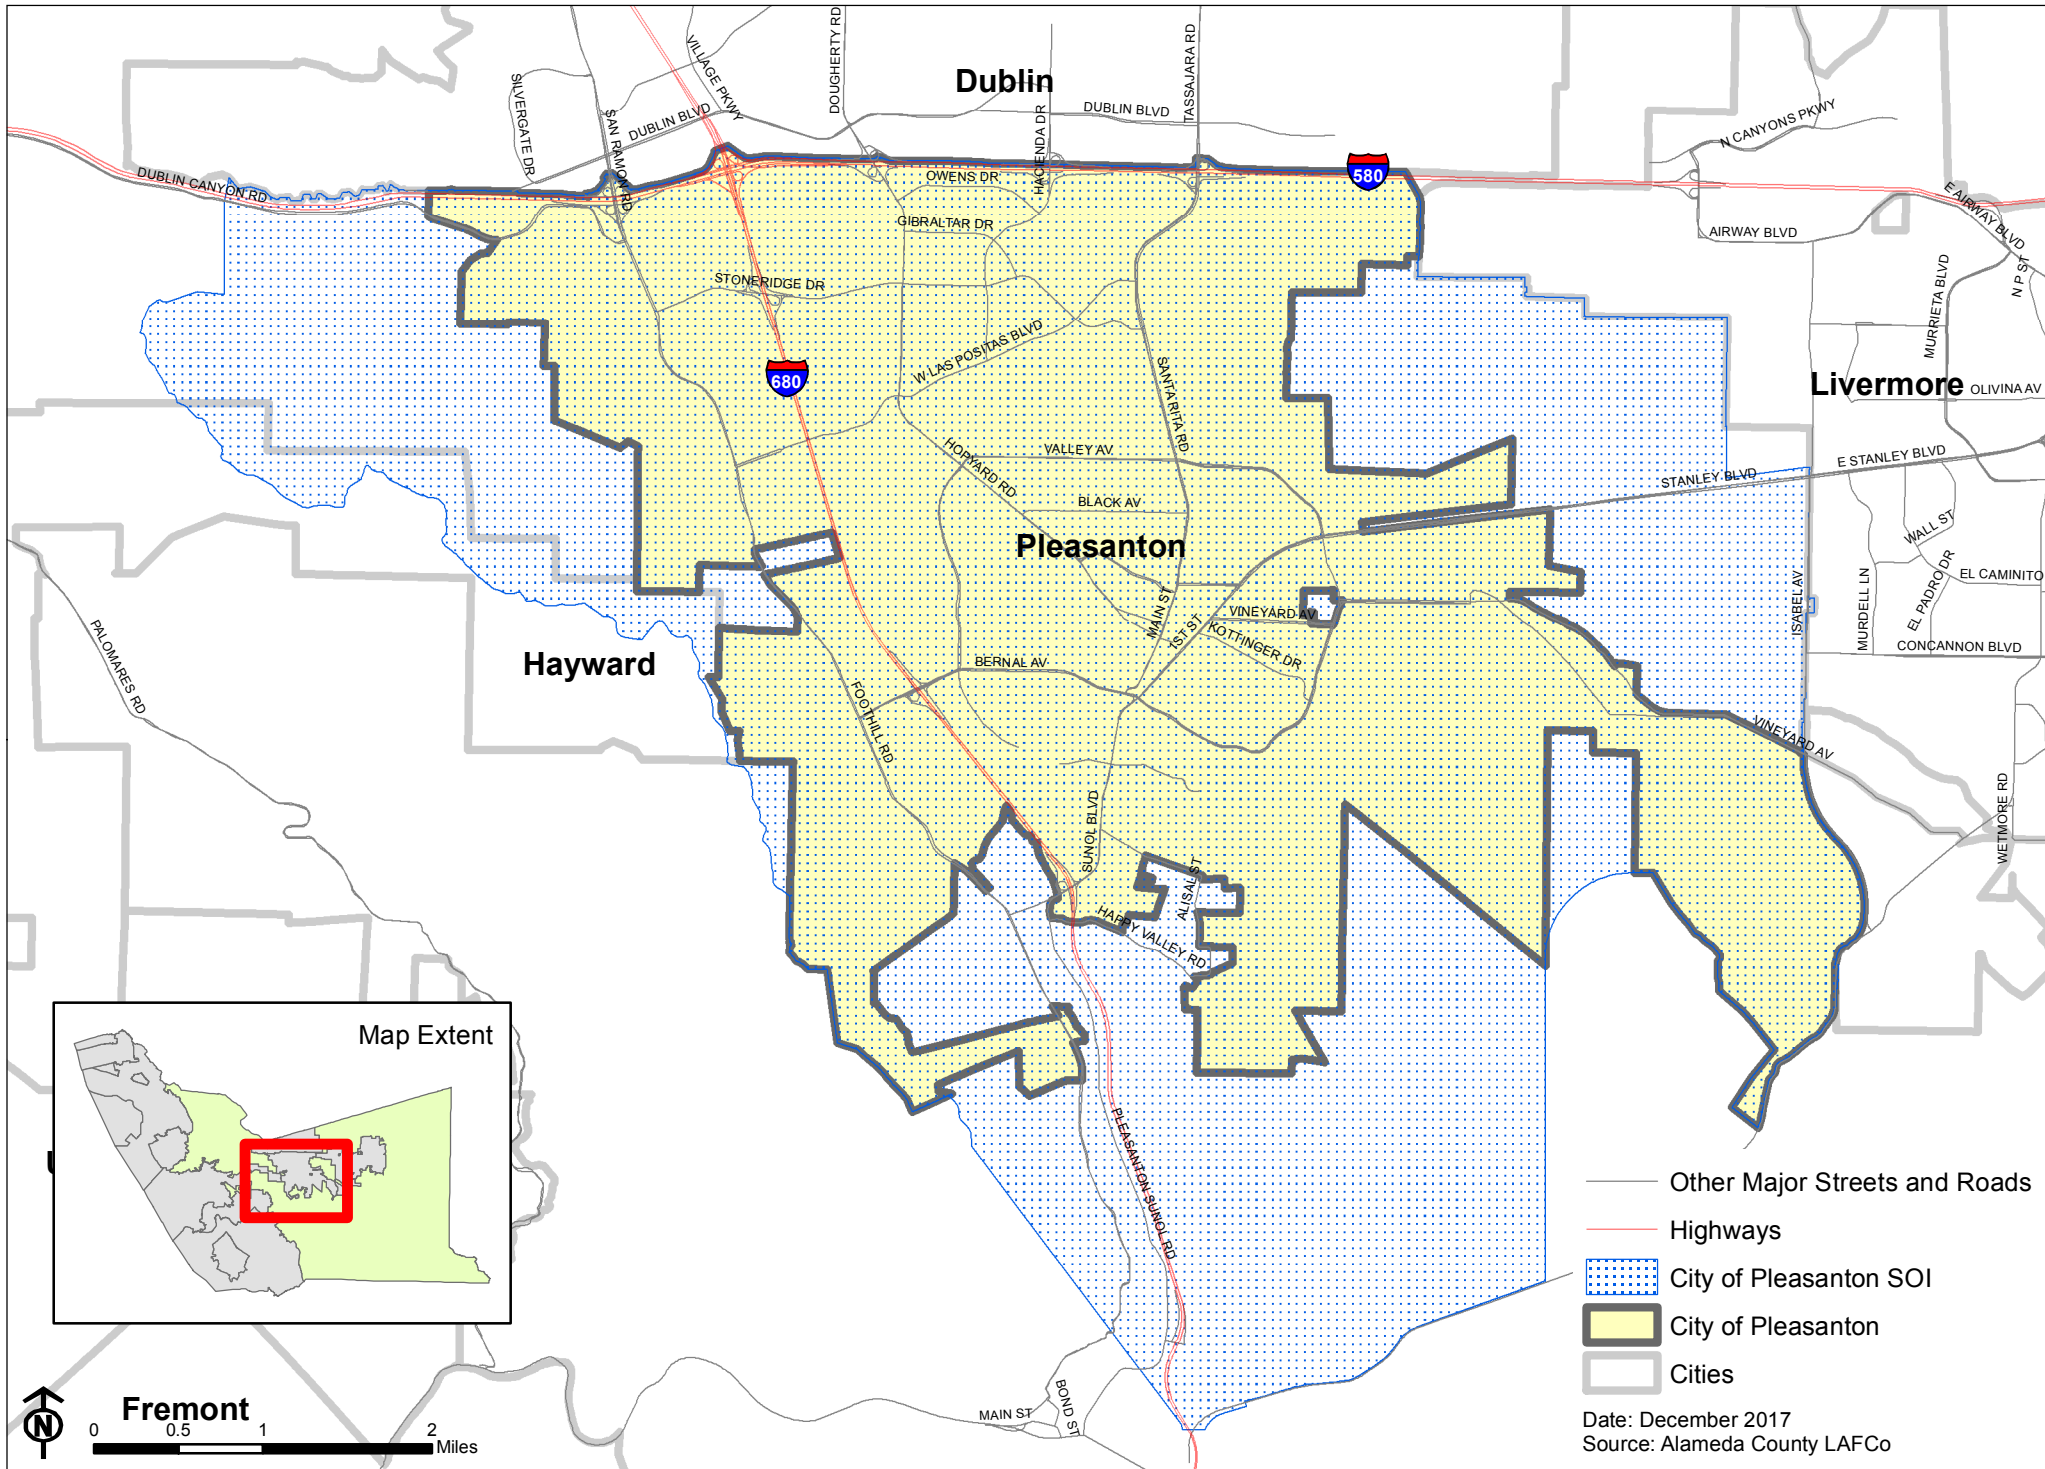 DOUGHERTY RD
TASSAJARA RD
VILLAGE PKWY
SILVERGATE DR
Dublin
SAN RAMON RD
DUBLIN BLVD
DUBLIN BLVD
HACIENDA DR
N CANYONS PKWY
DUBLIN CANYON RD
OWENS DR
580
E AIRWAY BLVD
GIBRALTAR DR
AIRWAY BLVD
STONERIDGE DR
MURRIETA BLVD
N P ST
W LAS POSITAS BLVD
680
SANTA RITA RD
Livermore
OLIVINA AV
HOPYARD RD
VALLEY AV
E STANLEY BLVD
STANLEY BLVD
BLACK AV
WALL ST
Pleasanton
EL PADRO DR
EL CAMINITO
MURDELL LN
ISABEL AV
MAIN ST
1ST ST
VINEYARD AV
KOTTINGER DR
CONCANNON BLVD
PALOMARES RD
Hayward
BERNAL AV
FOOTHILL RD
VINEYARD AV
WETMORE RD
SUNOL BLVD
ALISAL ST
HAPPY VALLEY RD
Map Extent
PLEASANTON SUNOL RD
Other Major Streets and Roads
Highways
City of Pleasanton SOI
City of Pleasanton
Cities
BOND ST
MAIN ST
Fremont
N
0 0.5 1 2
Miles
Date: December 2017
Source: Alameda County LAFCo